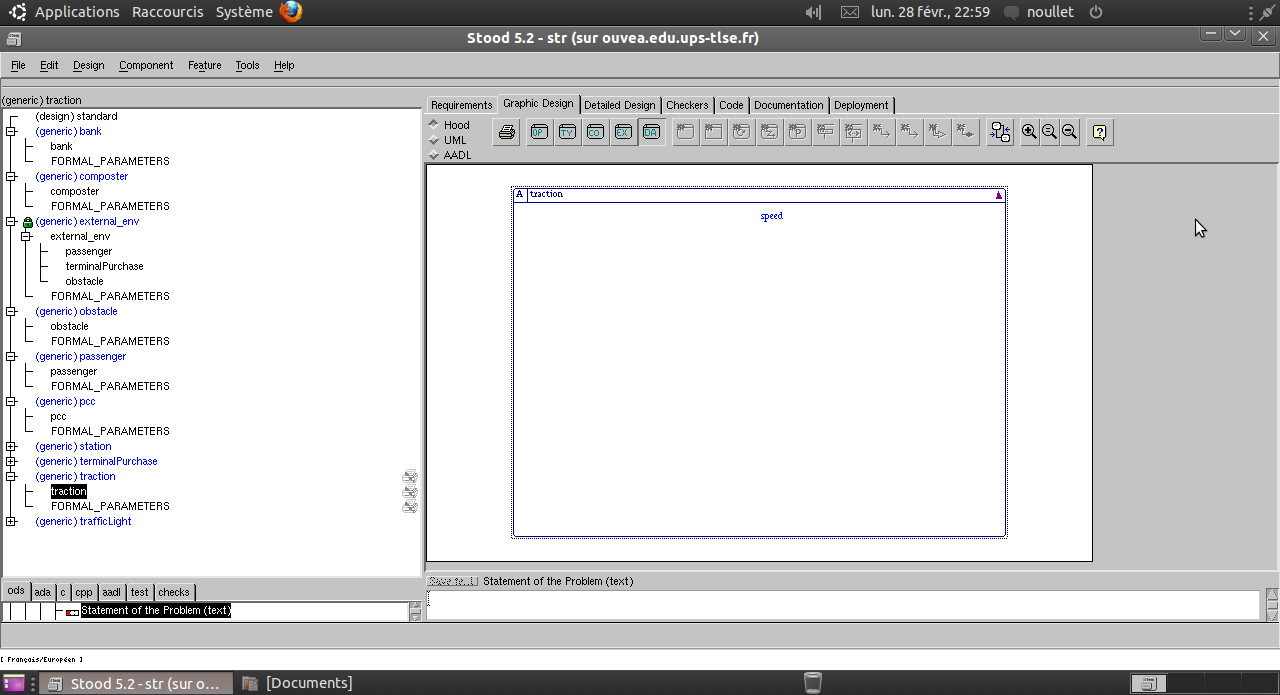 Applications Raccourcis Système lun. 28 févr., 22:59 noullet
Stood 5.2 - str (sur ouvea.edu.ups-tlse.fr)
File Edit Design Component Feature Tools Help
(generic) traction
(design) standard
(generic) bank
bank
FORMAL_PARAMETERS
(generic) composter
composter
FORMAL_PARAMETERS
(generic) external_env
external_env
passenger
terminalPurchase
obstacle
FORMAL_PARAMETERS
(generic) obstacle
obstacle
FORMAL_PARAMETERS
(generic) passenger
passenger
FORMAL_PARAMETERS
(generic) pcc
pcc
FORMAL_PARAMETERS
(generic) station
(generic) terminalPurchase
(generic) traction
traction
FORMAL_PARAMETERS
(generic) trafficLight
ods ada c cpp aadl test checks
Statement of the Problem (text)
Requirements Graphic Design Detailed Design Checkers Code Documentation Deployment
Hood
UML
AADL
OP TY CO EX DA
A traction
speed
Statement of the Problem (text)
[ Français/Européen ]
Stood 5.2 - str (sur o... [Documents]